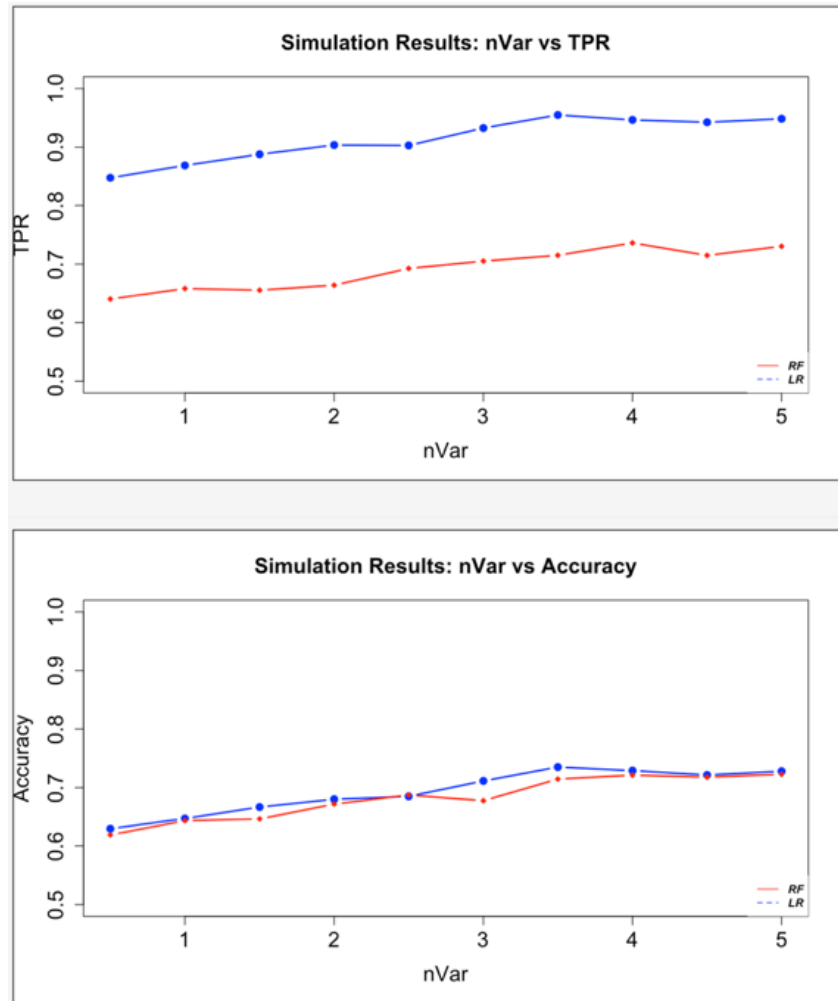 Simulation Results: nVar vs TPR
TPR
1.0
0.9
0.8
0.7
0.6
0.5
RF
LR
1 2 3 4 5
nVar
Simulation Results: nVar vs Accuracy
Accuracy
1.0
0.9
0.8
0.7
0.6
0.5
RF
LR
1 2 3 4 5
nVar